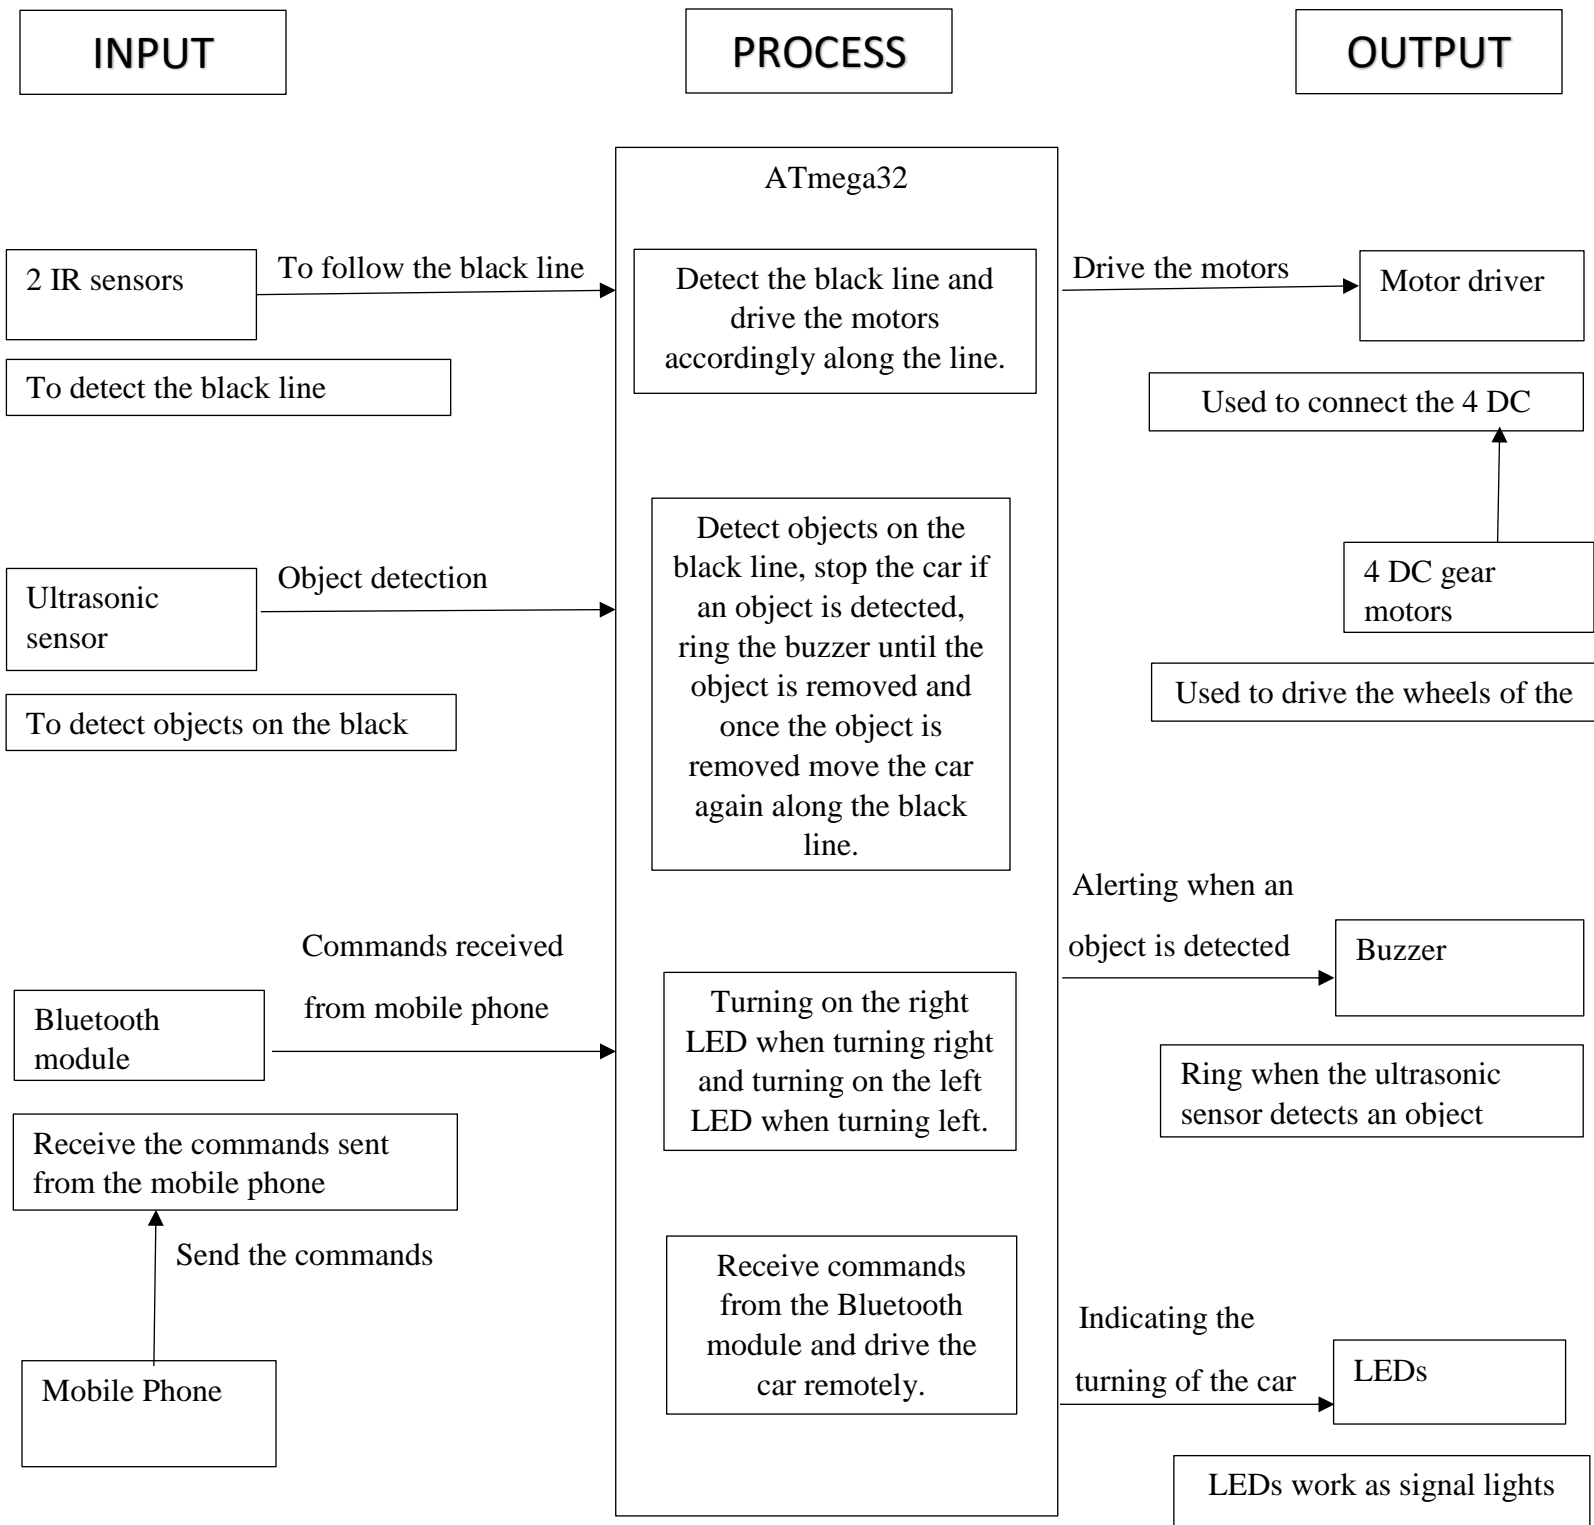 INPUT
PROCESS
OUTPUT
ATmega32
2 IR sensors
To follow the black line
To detect the black line
Detect the black line and
drive the motors
accordingly along the line.
Drive the motors
Motor driver
Used to connect the 4 DC
4 DC gear
motors
Used to drive the wheels of the
Ultrasonic
sensor
Object detection
To detect objects on the black
Detect objects on the
black line, stop the car if
an object is detected,
ring the buzzer until the
object is removed and
once the object is
removed move the car
again along the black
line.
Alerting when an
object is detected
Buzzer
Ring when the ultrasonic
sensor detects an object
Commands received
from mobile phone
Bluetooth
module
Receive the commands sent
from the mobile phone
Send the commands
Mobile Phone
Turning on the right
LED when turning right
and turning on the left
LED when turning left.
Receive commands
from the Bluetooth
module and drive the
car remotely.
Indicating the
turning of the car
LEDs
LEDs work as signal lights